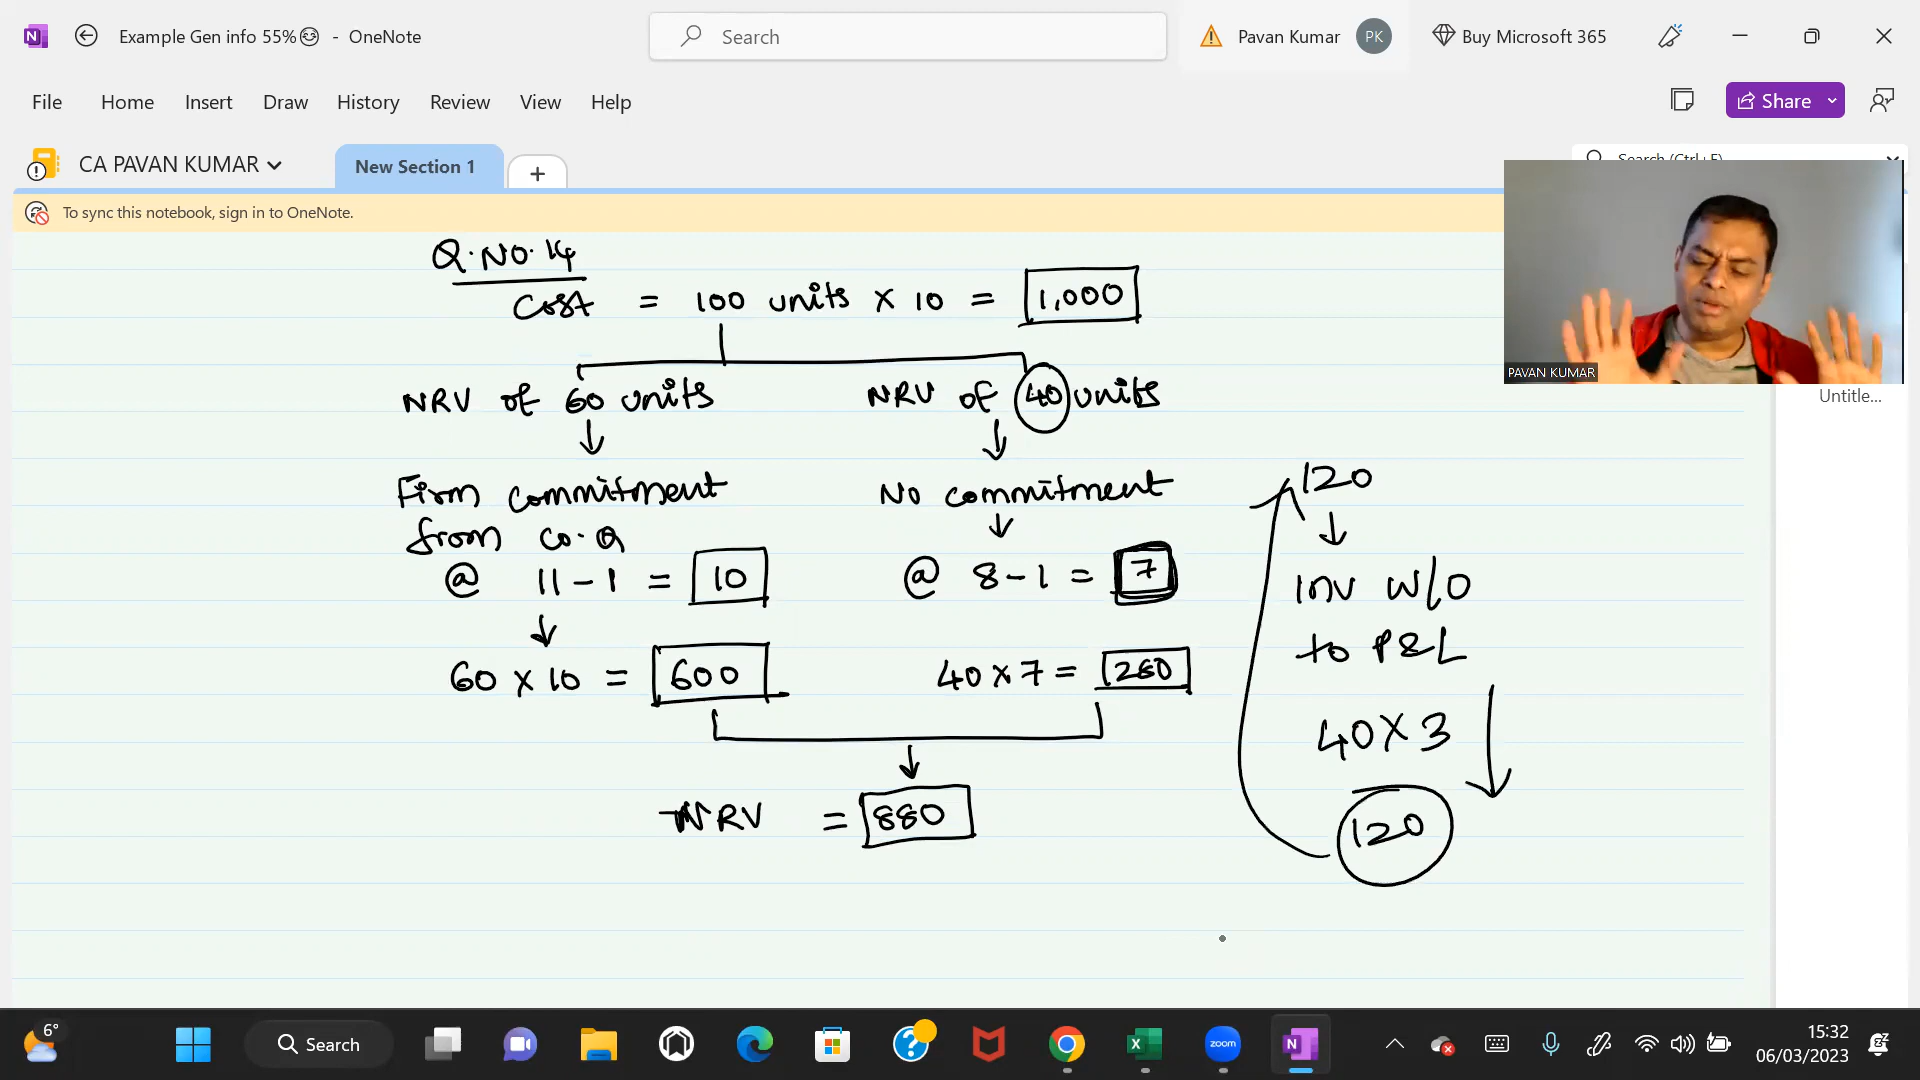 Example Gen info 55% - OneNote
Search
Pavan Kumar PK
Buy Microsoft 365
File Home Insert Draw History Review View Help
Share
CA PAVAN KUMAR
New Section 1
+
Search (Ctrl+E)
To sync this notebook, sign in to OneNote.
PAVAN KUMAR
Untitle...
Q.NO.14
Cost = 100 units x 10 = 1,000
NRV of 60 units NRV of 40 units
Firm commitment No commitment
from Co.Q
@ 11 - 1 = 10 @ 8 - 1 = 7
60 x 10 = 600 40 x 7 = 280
NRV = 880
120
Inv W/O
to P&L
40 X 3
120
6°
Search
zoom
15:32
06/03/2023